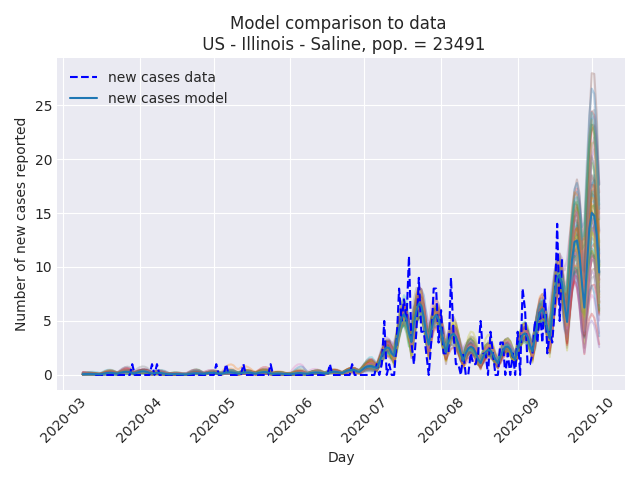 Model comparison to data
US - Illinois - Saline, pop. = 23491
new cases data
new cases model
Number of new cases reported
25
20
15
10
5
0
2020-03
2020-04
2020-05
2020-06
2020-07
2020-08
2020-09
2020-10
Day